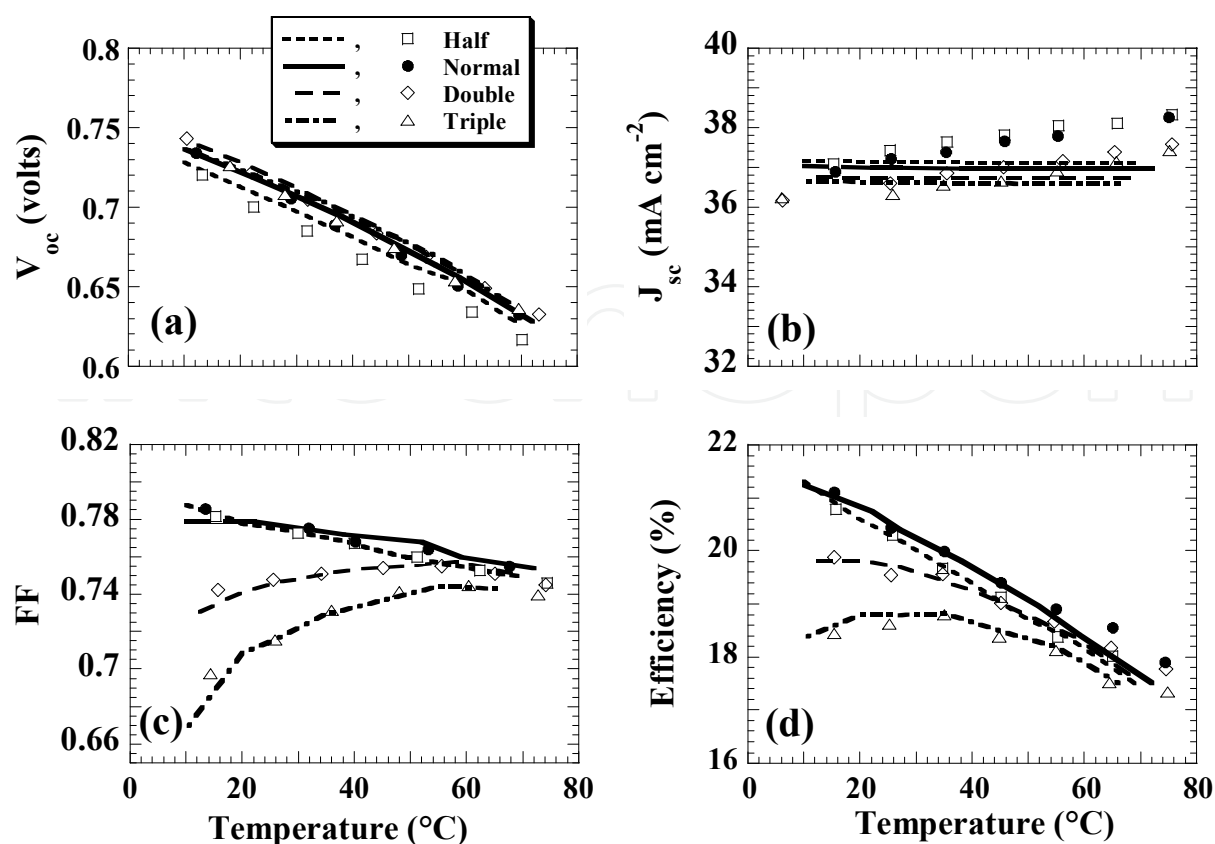 0.8
0.75
0.7
0.65
0.6
V oc (volts)
(a)
, Half
, Normal
, Double
, Triple
40
38
36
34
32
J sc (mA cm-2)
(b)
0.82
0.78
0.74
0.7
0.66
FF
(c)
0 20 40 60 80
Temperature (°C)
22
20
18
16
Efficiency (%)
(d)
0 20 40 60 80
Temperature (°C)